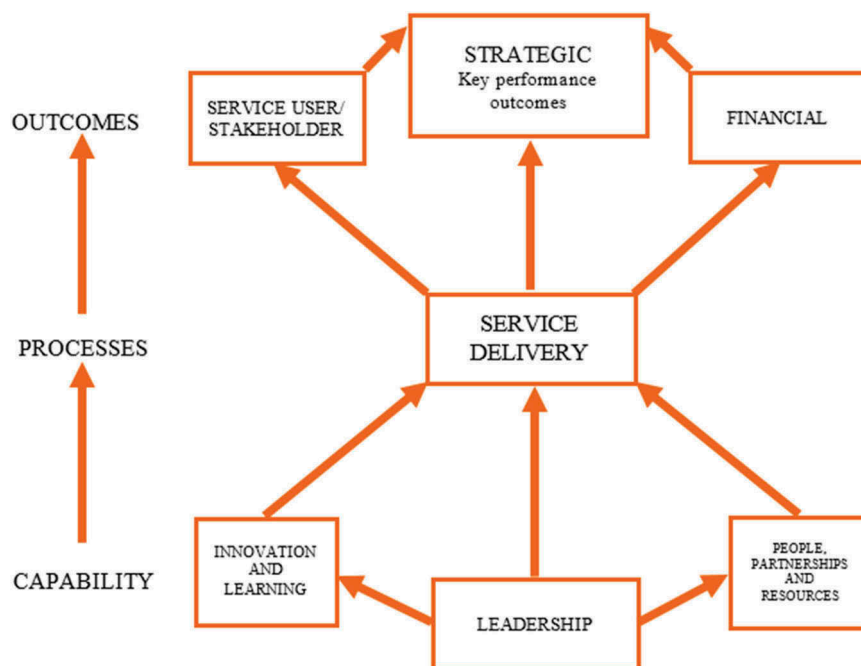 STRATEGIC
Key performance
outcomes
SERVICE USER/
STAKEHOLDER
FINANCIAL
OUTCOMES
SERVICE
DELIVERY
PROCESSES
INNOVATION
AND
LEARNING
PEOPLE,
PARTNERSHIPS
AND
RESOURCES
CAPABILITY
LEADERSHIP